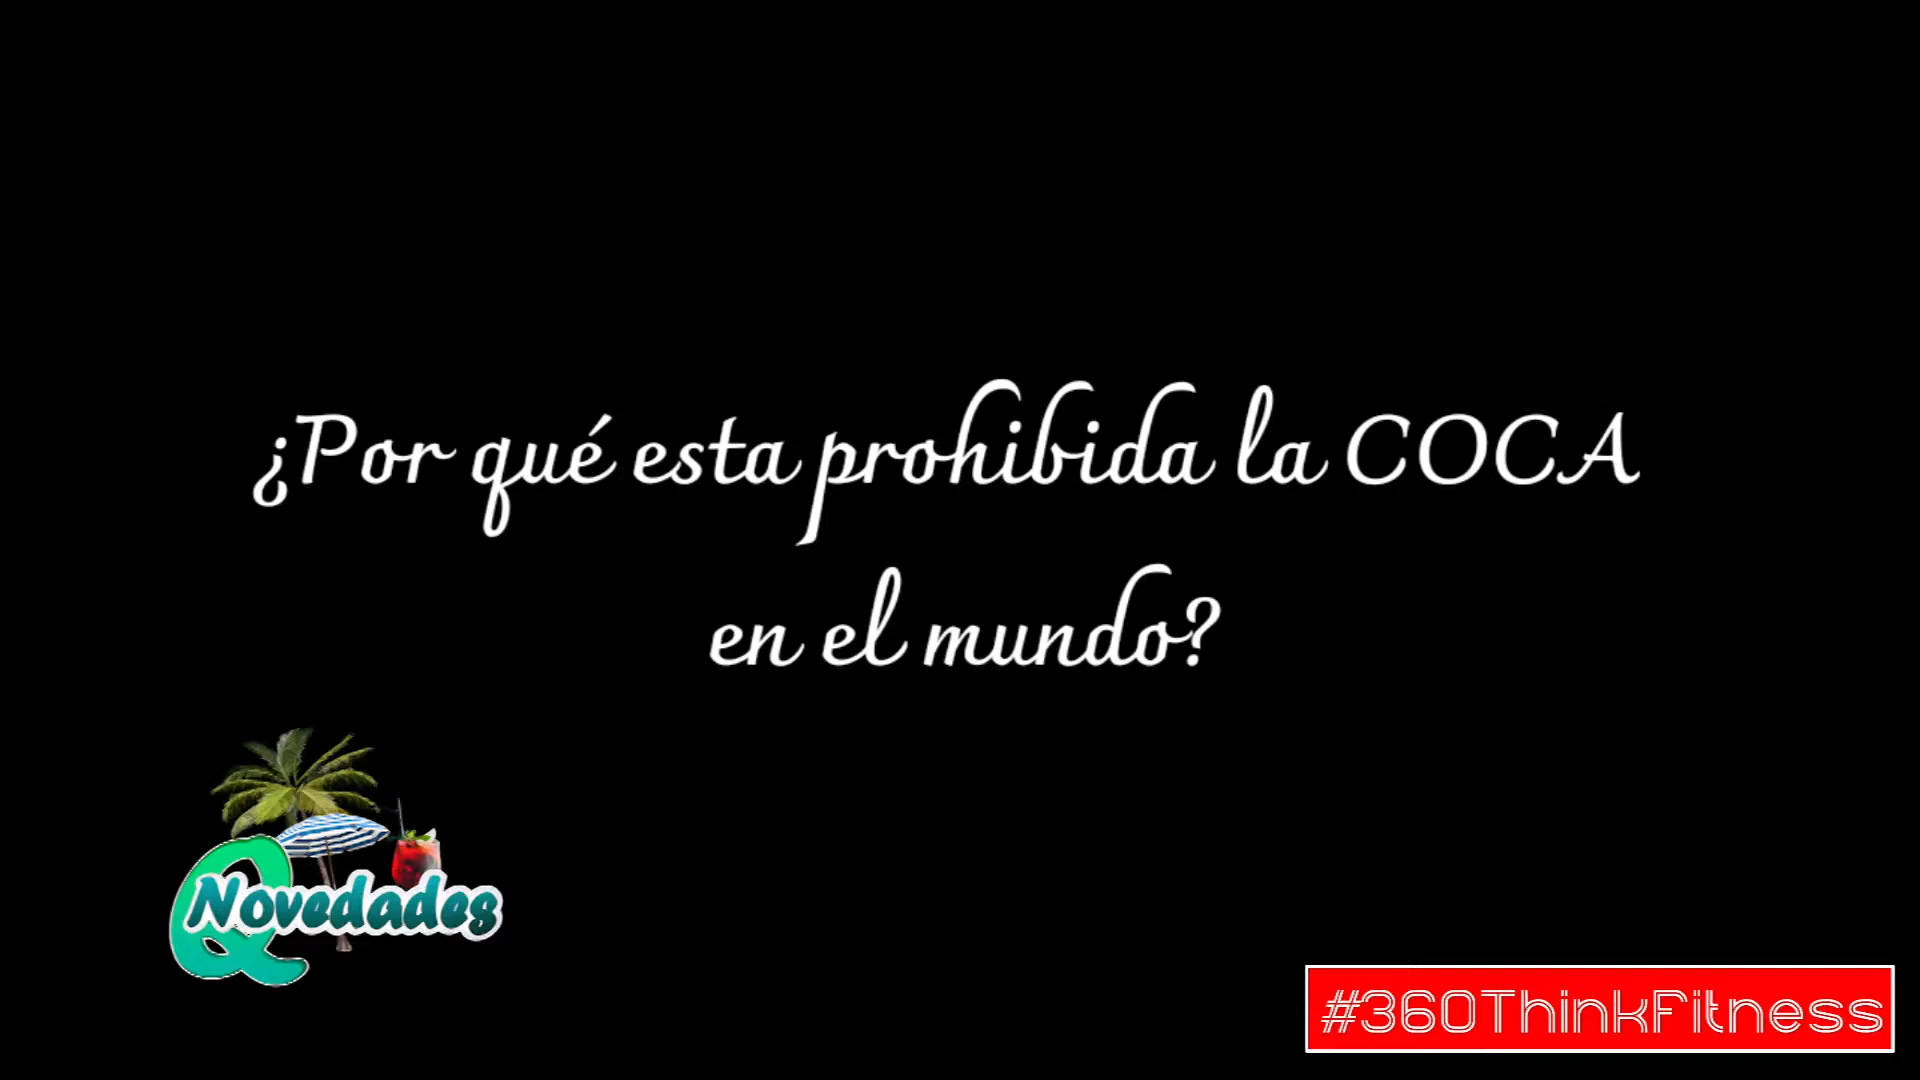 ¿Por qué esta prohibida la COCA
en el mundo?
Q Novedades
#360ThinkFitness